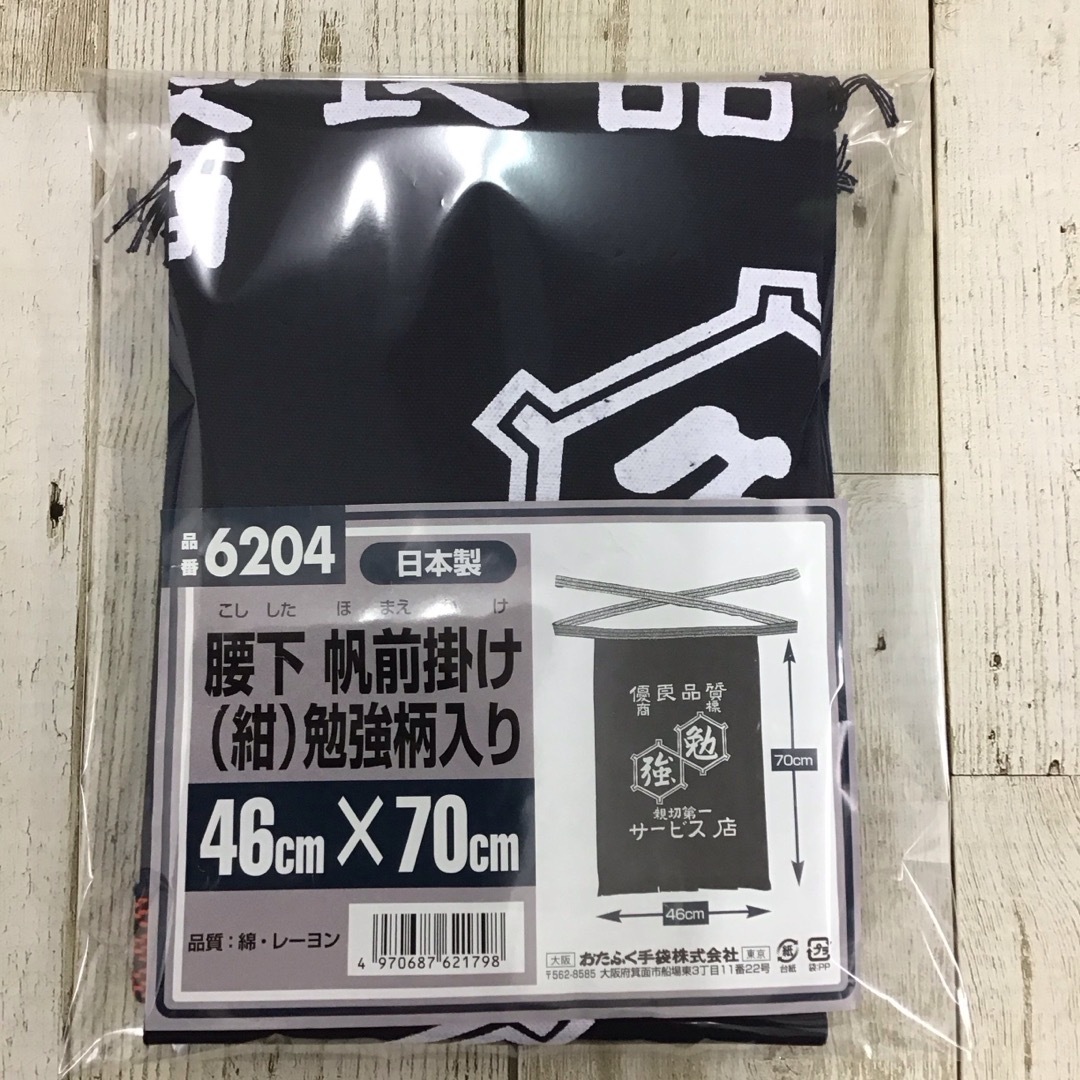 良品
商
品番 6204
日本製
こし した ほ まえ か け
腰下 帆前掛け
(紺)勉強柄入り
46cm×70cm
品質:綿・レーヨン
4 970687 621798
優良品質
商 標
勉
強
親切第一
サービス店
70cm
46cm
大阪 おたふく手袋株式会社 東京
〒562-8585 大阪府箕面市船場東3丁目11番22号
紙
台紙
プラ
袋:PP